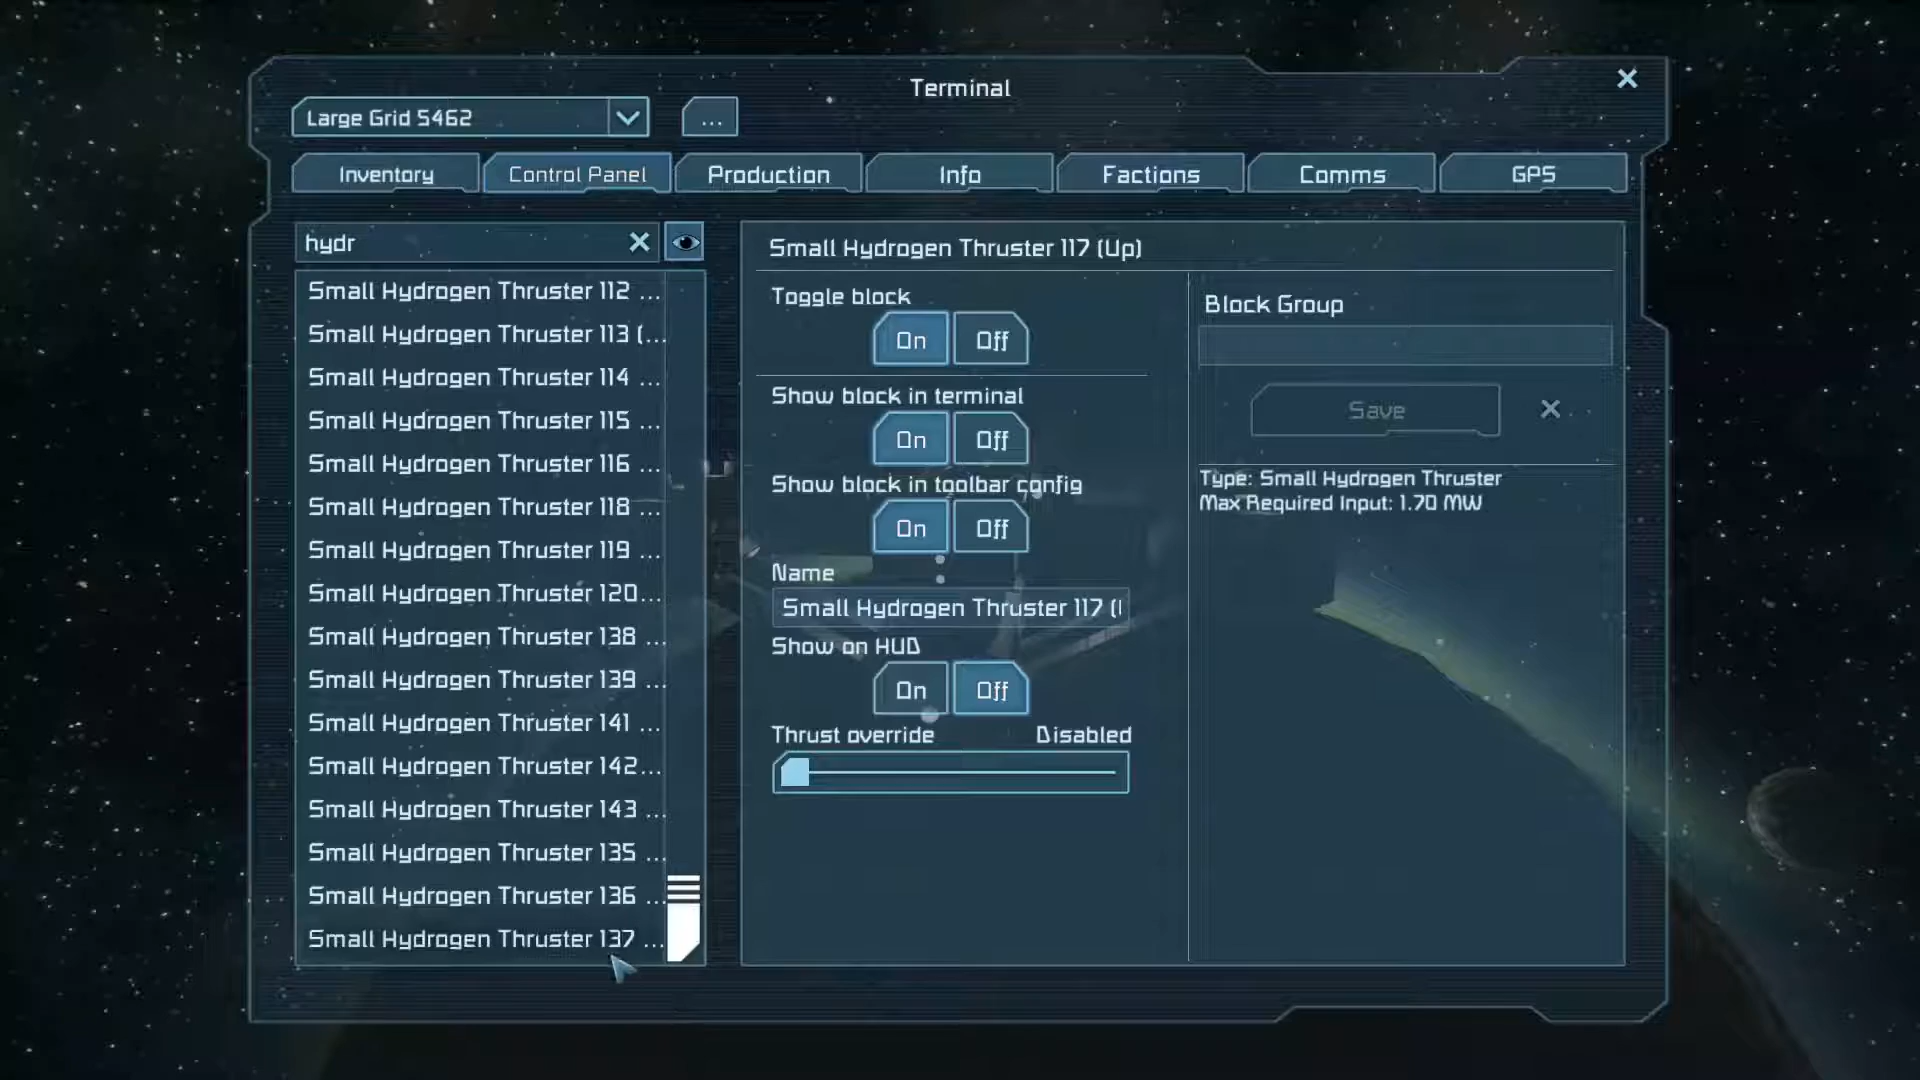 Terminal
Large Grid 5462
...
Inventory
Control Panel
Production
Info
Factions
Comms
GPS
hydr
Small Hydrogen Thruster 112 ...
Small Hydrogen Thruster 113 (...
Small Hydrogen Thruster 114 ...
Small Hydrogen Thruster 115 ...
Small Hydrogen Thruster 116 ...
Small Hydrogen Thruster 118 ...
Small Hydrogen Thruster 119 ...
Small Hydrogen Thruster 120...
Small Hydrogen Thruster 138 ...
Small Hydrogen Thruster 139 ...
Small Hydrogen Thruster 141 ...
Small Hydrogen Thruster 142...
Small Hydrogen Thruster 143 ...
Small Hydrogen Thruster 135 ...
Small Hydrogen Thruster 136 ...
Small Hydrogen Thruster 137 ...
Small Hydrogen Thruster 117 (Up)
Toggle block
On Off
Show block in terminal
On Off
Show block in toolbar config
On Off
Name
Small Hydrogen Thruster 117 (
Show on HUD
On Off
Thrust override Disabled
Block Group
Save
Type: Small Hydrogen Thruster
Max Required Input: 1.70 MW